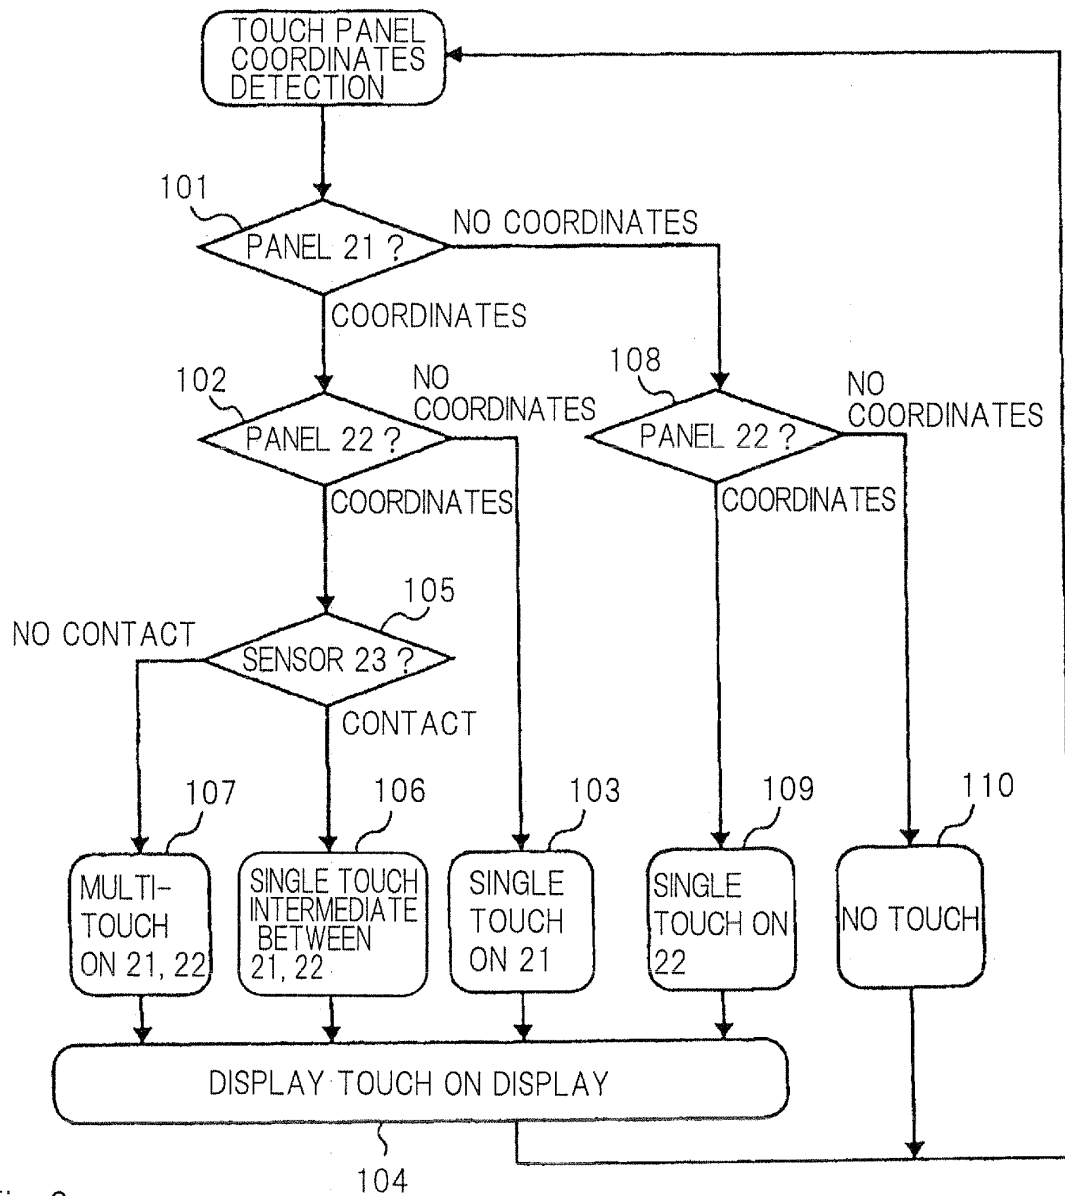 TOUCH PANEL
COORDINATES
DETECTION
101
PANEL 21 ?
NO COORDINATES
COORDINATES
102
PANEL 22 ?
NO
COORDINATES
COORDINATES
108
PANEL 22 ?
NO
COORDINATES
COORDINATES
105
SENSOR 23 ?
NO CONTACT
CONTACT
107
MULTI-
TOUCH
ON 21, 22
106
SINGLE TOUCH
INTERMEDIATE
BETWEEN
21, 22
103
SINGLE
TOUCH
ON 21
109
SINGLE
TOUCH ON
22
110
NO TOUCH
DISPLAY TOUCH ON DISPLAY
104